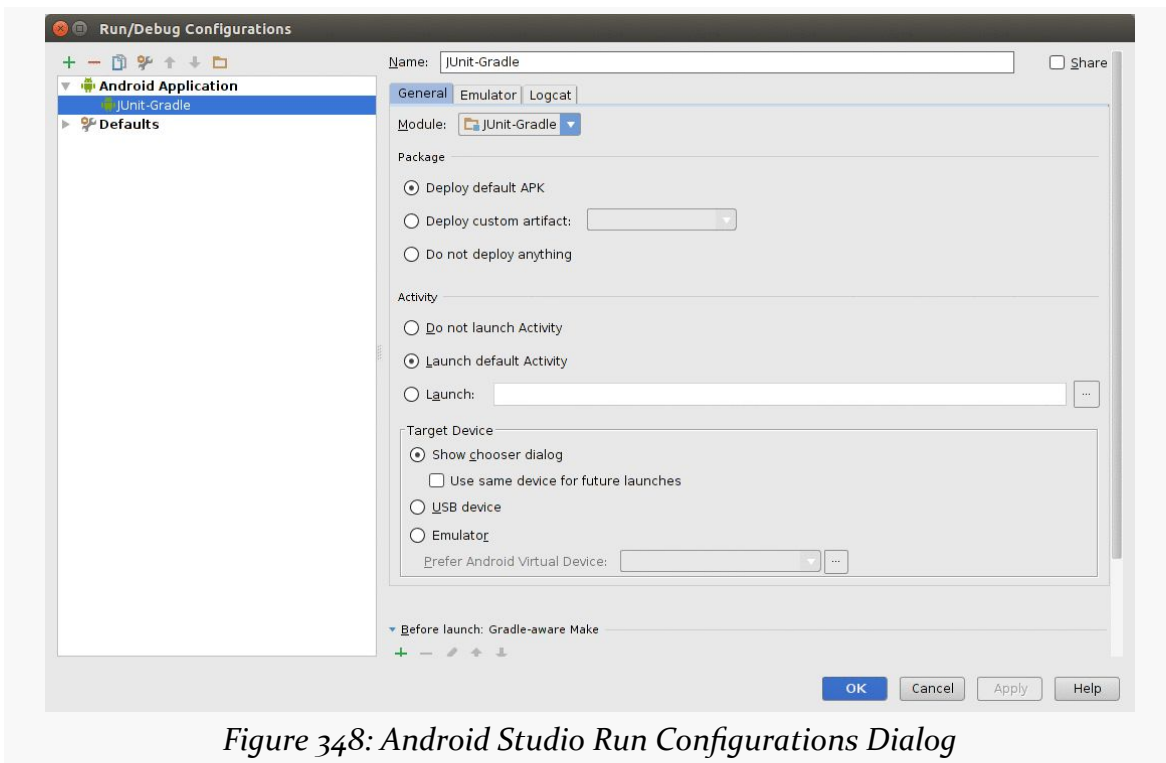 Run/Debug Configurations
Name: JUnit-Gradle
Share
Android Application
JUnit-Gradle
Defaults
General Emulator Logcat
Module: JUnit-Gradle
Package
Deploy default APK
Deploy custom artifact:
Do not deploy anything
Activity
Do not launch Activity
Launch default Activity
Launch:
...
Target Device
Show chooser dialog
Use same device for future launches
USB device
Emulator
Prefer Android Virtual Device:
...
Before launch: Gradle-aware Make
OK Cancel Apply Help
Figure 348: Android Studio Run Configurations Dialog